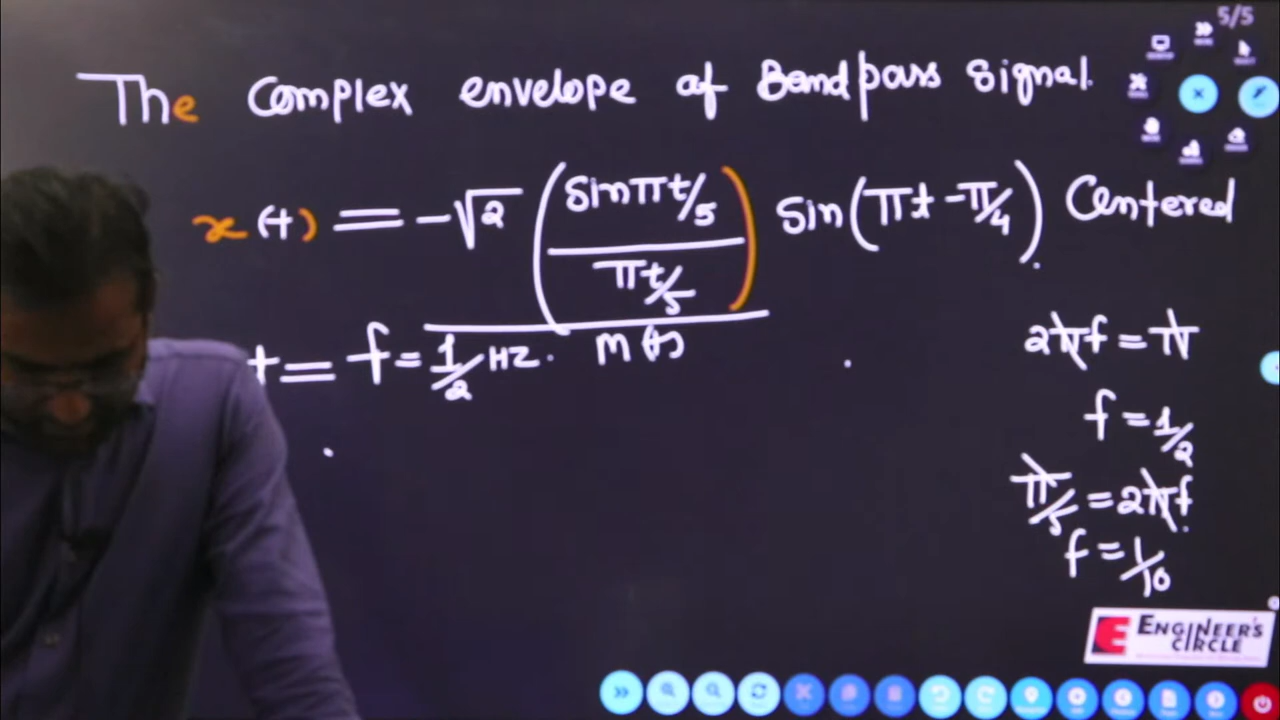 5/5
The Complex envelope of Bandpass Signal.
x(t) = -√2 (sin πt/5 / πt/5) sin(πt - π/4) Centered
m(t)
t = f = 1/2 HZ.
2πf = π
f = 1/2
π/5 = 2πf.
f = 1/10
ENGINEER'S
CIRCLE